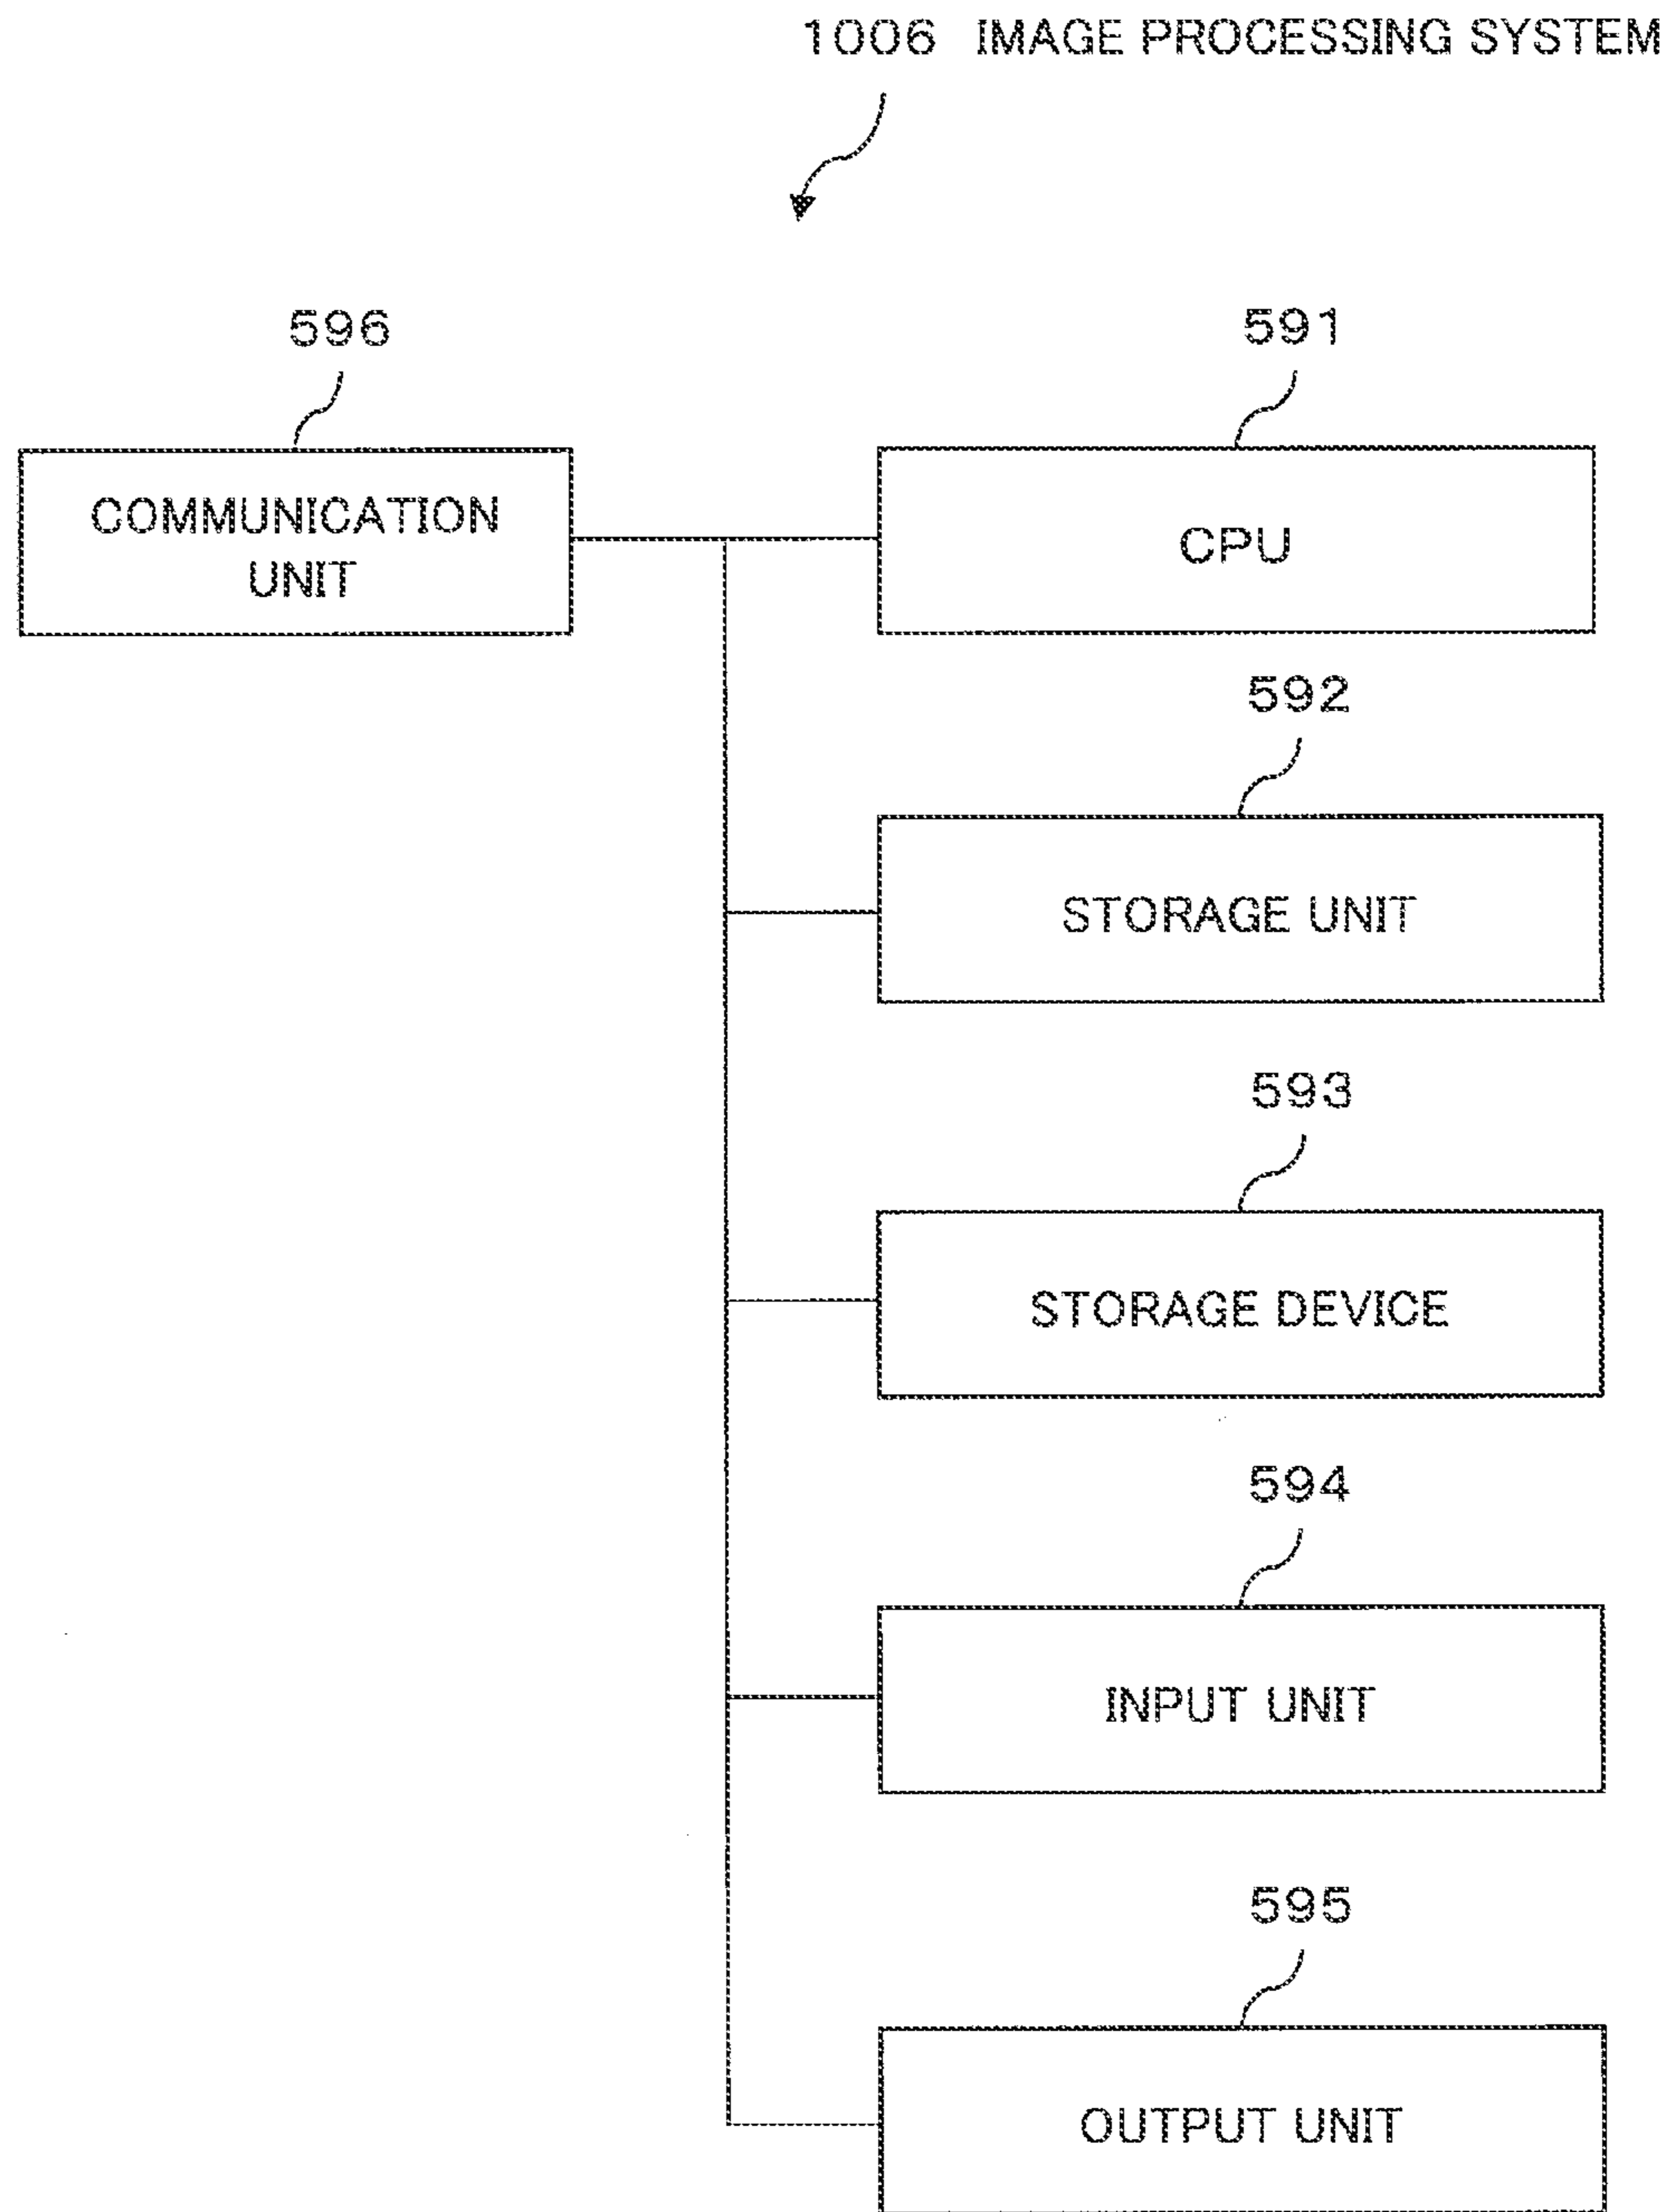 1006 IMAGE PROCESSING SYSTEM
596
COMMUNICATION
UNIT
591
CPU
592
STORAGE UNIT
593
STORAGE DEVICE
594
INPUT UNIT
595
OUTPUT UNIT